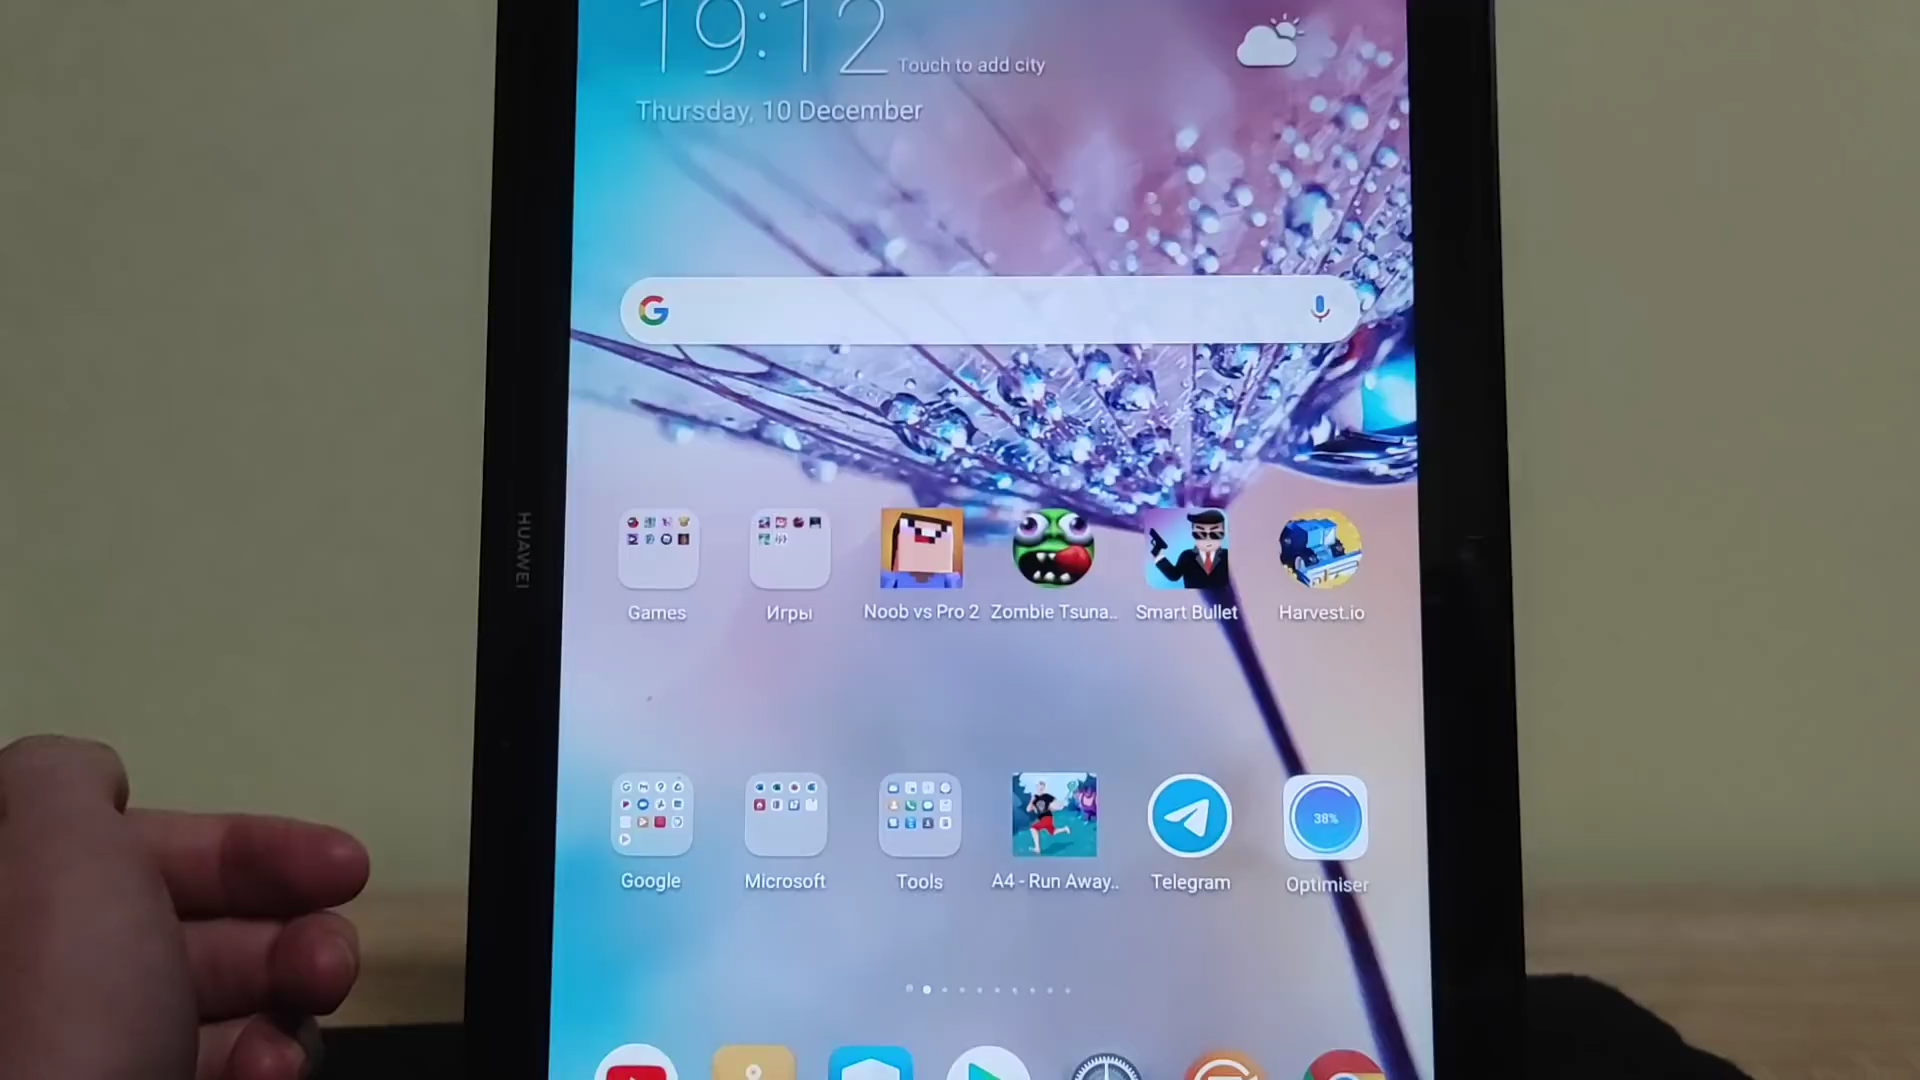 19:12 Touch to add city
Thursday, 10 December
HUAWEI
Games Игры Noob vs Pro 2 Zombie Tsuna.. Smart Bullet Harvest.io
38%
Google Microsoft Tools A4 - Run Away.. Telegram Optimiser